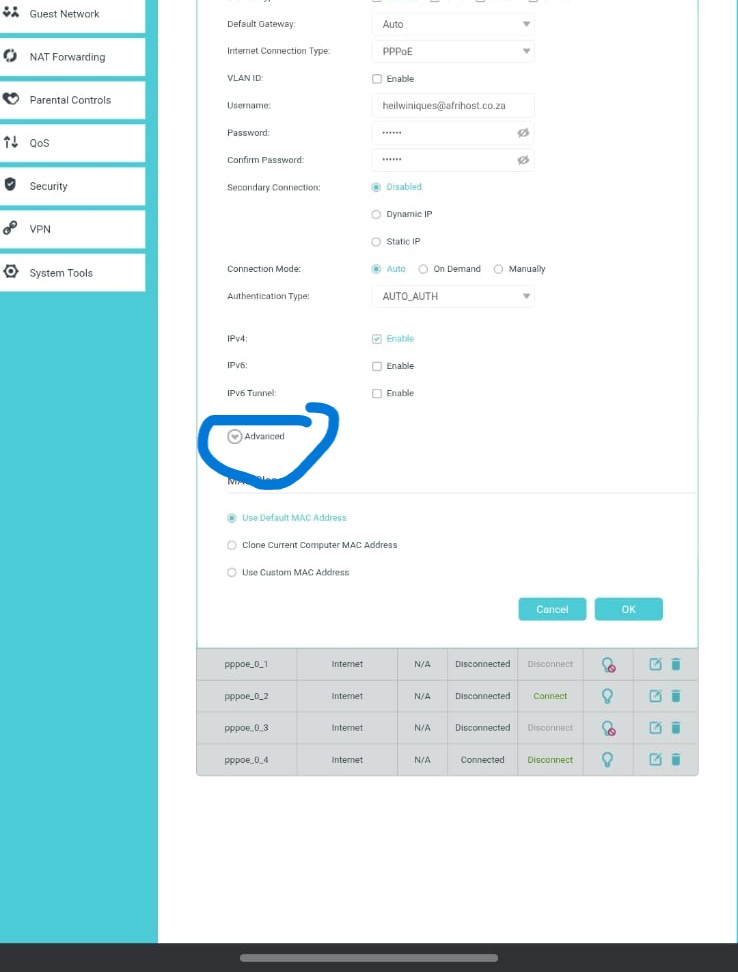 Guest Network
NAT Forwarding
Parental Controls
QoS
Security
VPN
System Tools
Default Gateway: Auto
Internet Connection Type: PPPoE
VLAN ID: Enable
Username: heilwiniques@afrihost.co.za
Password: ······
Confirm Password: ······
Secondary Connection: Disabled
Dynamic IP
Static IP
Connection Mode: Auto On Demand Manually
Authentication Type: AUTO_AUTH
IPv4: Enable
IPv6: Enable
IPv6 Tunnel: Enable
Advanced
Use Default MAC Address
Clone Current Computer MAC Address
Use Custom MAC Address
Cancel OK
pppoe_0_1 Internet N/A Disconnected Disconnect
pppoe_0_2 Internet N/A Disconnected Connect
pppoe_0_3 Internet N/A Disconnected Disconnect
pppoe_0_4 Internet N/A Connected Disconnect